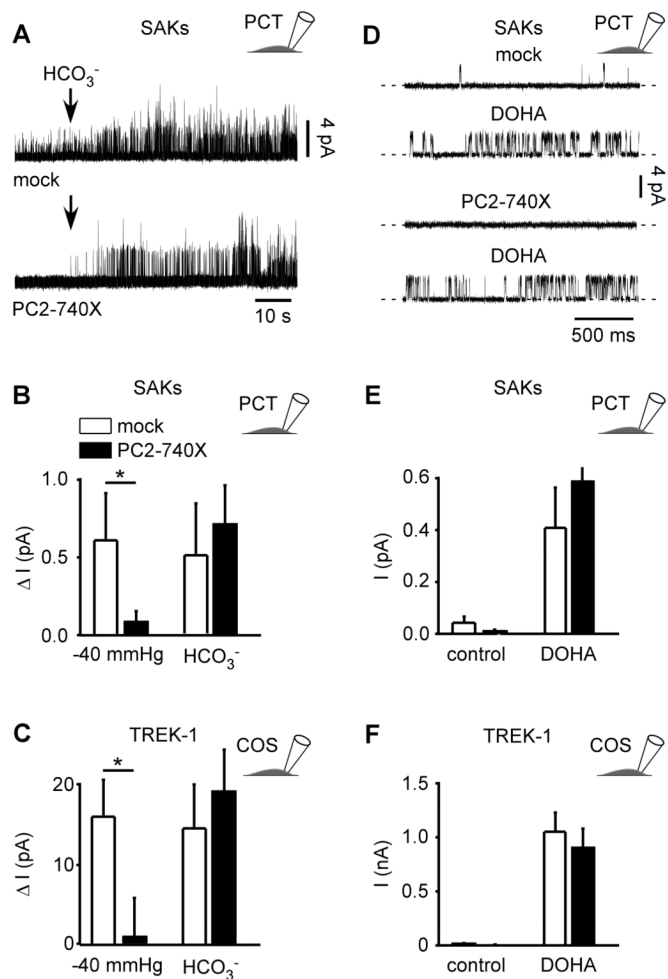 A
SAKs
PCT
HCO₃⁻
4 pA
mock
PC2-740X
10 s
D
SAKs
PCT
mock
DOHA
4 pA
PC2-740X
DOHA
500 ms
B
SAKs
PCT
mock
PC2-740X
*
Δ I (pA)
1.0
0.5
0.0
-40 mmHg
HCO₃⁻
E
SAKs
PCT
I (pA)
0.6
0.4
0.2
0.0
control
DOHA
C
TREK-1
COS
*
Δ I (pA)
20
10
0
-40 mmHg
HCO₃⁻
F
TREK-1
COS
I (nA)
1.5
1.0
0.5
0
control
DOHA